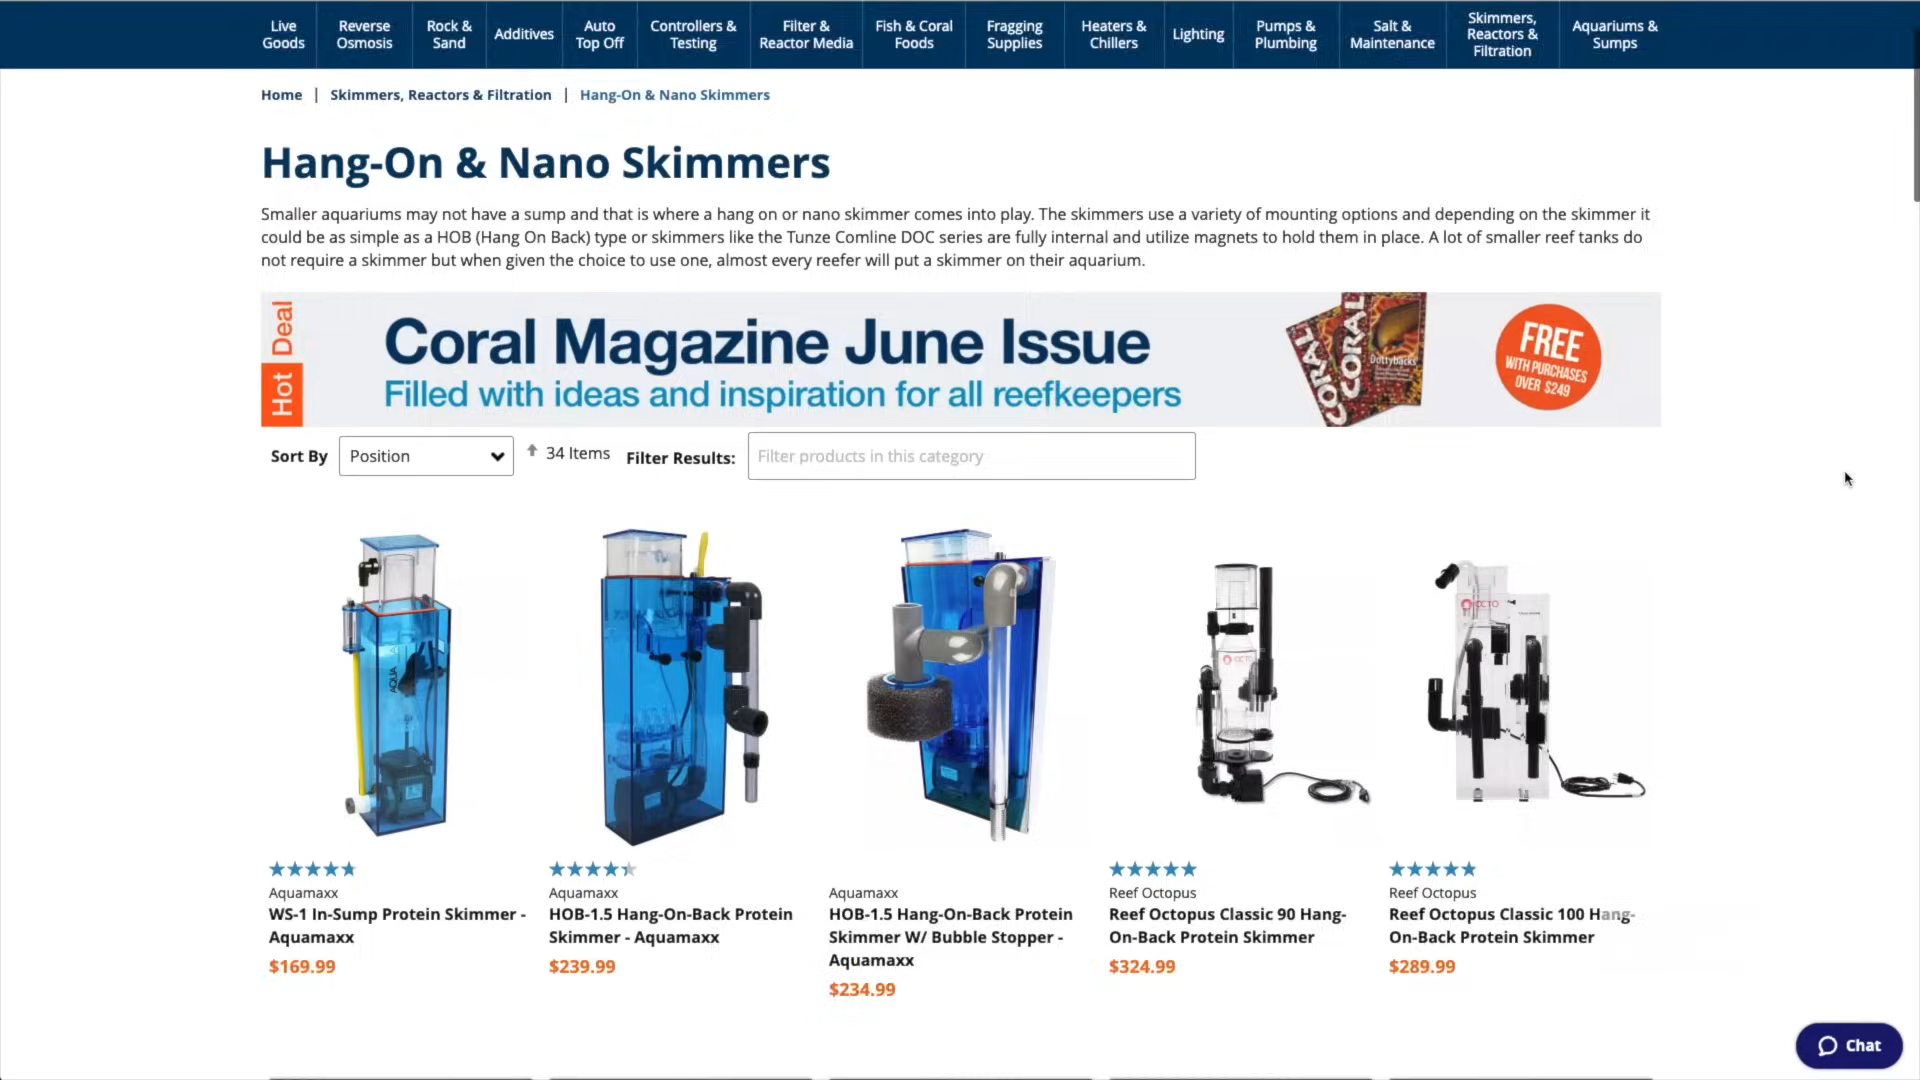 Live Goods
Reverse Osmosis
Rock & Sand
Additives
Auto Top Off
Controllers & Testing
Filter & Reactor Media
Fish & Coral Foods
Fragging Supplies
Heaters & Chillers
Lighting
Pumps & Plumbing
Salt & Maintenance
Skimmers, Reactors & Filtration
Aquariums & Sumps
Home | Skimmers, Reactors & Filtration | Hang-On & Nano Skimmers
Hang-On & Nano Skimmers
Smaller aquariums may not have a sump and that is where a hang on or nano skimmer comes into play. The skimmers use a variety of mounting options and depending on the skimmer it
could be as simple as a HOB (Hang On Back) type or skimmers like the Tunze Comline DOC series are fully internal and utilize magnets to hold them in place. A lot of smaller reef tanks do
not require a skimmer but when given the choice to use one, almost every reefer will put a skimmer on their aquarium.
Hot Deal
Coral Magazine June Issue
Filled with ideas and inspiration for all reefkeepers
CORAL
CORAL
Dottybacks
FREE
WITH PURCHASES
OVER $249
Sort By Position 34 Items Filter Results: Filter products in this category
AQUA
OCTO
OCTO
Aquamaxx
WS-1 In-Sump Protein Skimmer -
Aquamaxx
$169.99
Aquamaxx
HOB-1.5 Hang-On-Back Protein
Skimmer - Aquamaxx
$239.99
Aquamaxx
HOB-1.5 Hang-On-Back Protein
Skimmer W/ Bubble Stopper -
Aquamaxx
$234.99
Reef Octopus
Reef Octopus Classic 90 Hang-
On-Back Protein Skimmer
$324.99
Reef Octopus
Reef Octopus Classic 100 Hang-
On-Back Protein Skimmer
$289.99
Chat